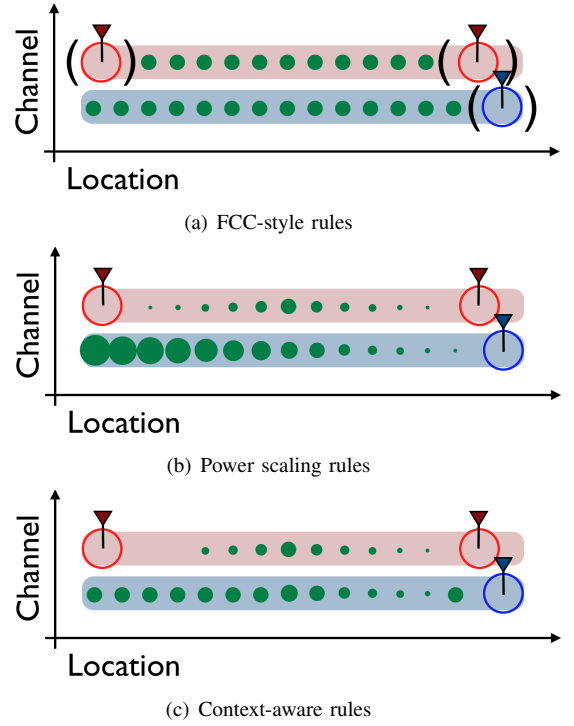 Channel
Location
(a) FCC-style rules
Channel
Location
(b) Power scaling rules
Channel
Location
(c) Context-aware rules